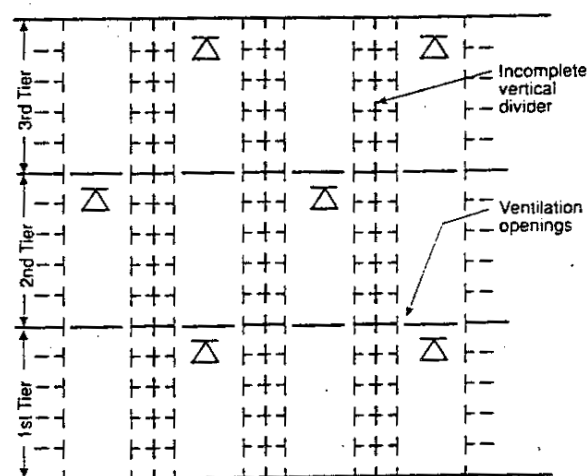 3rd Tier
Incomplete
vertical
divider
2nd Tier
Ventilation
openings
1st Tier